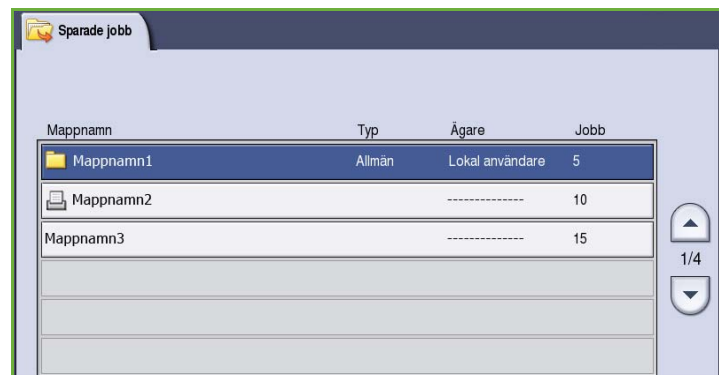 Sparade jobb
Mappnamn Typ Ägare Jobb
Mappnamn1 Allmän Lokal användare 5
Mappnamn2 -------------- 10
Mappnamn3 -------------- 15
1/4